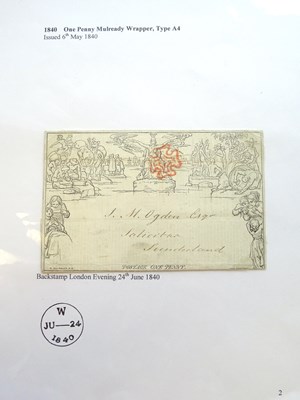 1840 One Penny Mulready Wrapper, Type A4
Issued 6th May 1840
J. M. Ogden Esqr
Solicitor
Sunderland
POSTAGE ONE PENNY.
Backstamp London Evening 24th June 1840
W
JU—24
1840
2